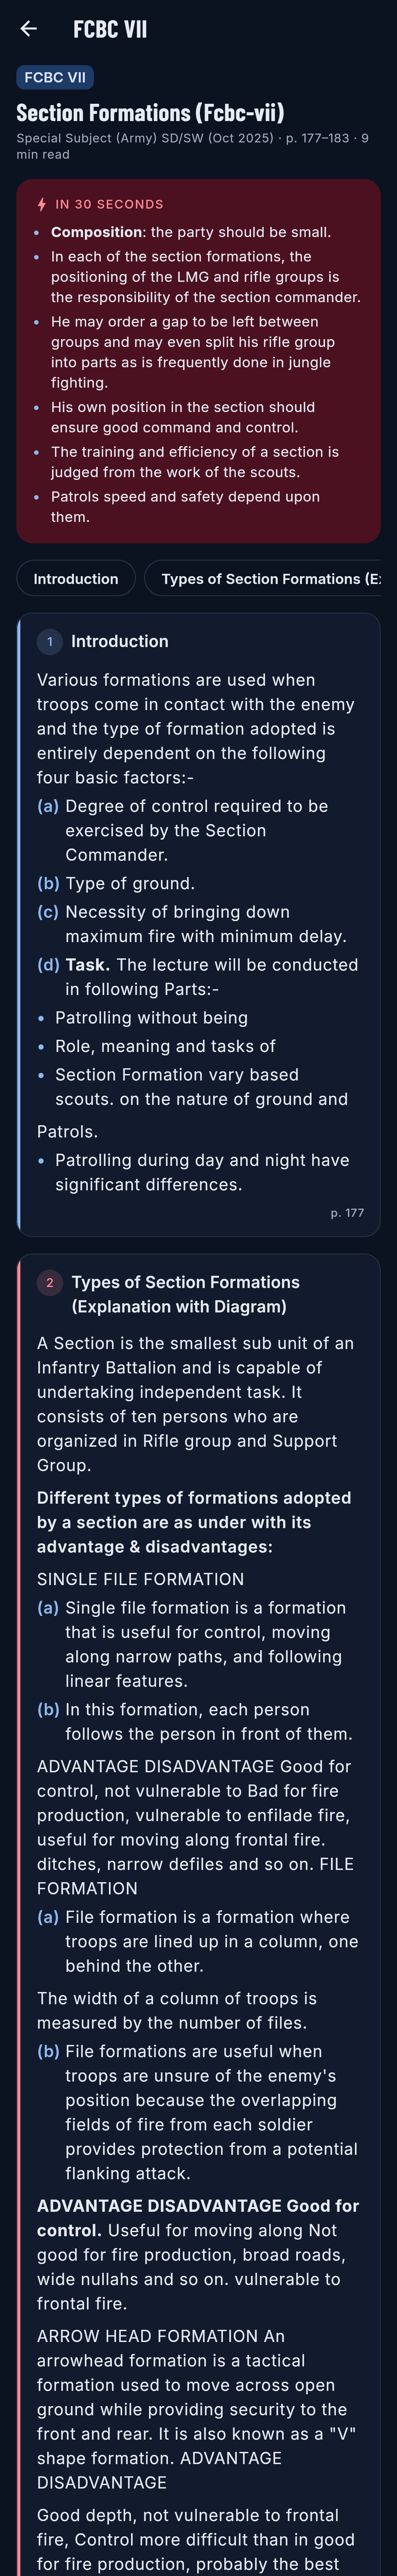 FCBC VII
FCBC VII
Section Formations (Fcbc-vii)
Special Subject (Army) SD/SW (Oct 2025) · p. 177–183 · 9
min read
IN 30 SECONDS
• Composition: the party should be small.
• In each of the section formations, the
positioning of the LMG and rifle groups is
the responsibility of the section commander.
• He may order a gap to be left between
groups and may even split his rifle group
into parts as is frequently done in jungle
fighting.
• His own position in the section should
ensure good command and control.
• The training and efficiency of a section is
judged from the work of the scouts.
• Patrols speed and safety depend upon
them.
Introduction
Types of Section Formations (Ex
1 Introduction
Various formations are used when
troops come in contact with the enemy
and the type of formation adopted is
entirely dependent on the following
four basic factors:-
(a) Degree of control required to be
exercised by the Section
Commander.
(b) Type of ground.
(c) Necessity of bringing down
maximum fire with minimum delay.
(d) Task. The lecture will be conducted
in following Parts:-
• Patrolling without being
• Role, meaning and tasks of
• Section Formation vary based
scouts. on the nature of ground and
Patrols.
• Patrolling during day and night have
significant differences.
p. 177
2 Types of Section Formations
(Explanation with Diagram)
A Section is the smallest sub unit of an
Infantry Battalion and is capable of
undertaking independent task. It
consists of ten persons who are
organized in Rifle group and Support
Group.
Different types of formations adopted
by a section are as under with its
advantage & disadvantages:
SINGLE FILE FORMATION
(a) Single file formation is a formation
that is useful for control, moving
along narrow paths, and following
linear features.
(b) In this formation, each person
follows the person in front of them.
ADVANTAGE DISADVANTAGE Good for
control, not vulnerable to Bad for fire
production, vulnerable to enfilade fire,
useful for moving along frontal fire.
ditches, narrow defiles and so on. FILE
FORMATION
(a) File formation is a formation where
troops are lined up in a column, one
behind the other.
The width of a column of troops is
measured by the number of files.
(b) File formations are useful when
troops are unsure of the enemy's
position because the overlapping
fields of fire from each soldier
provides protection from a potential
flanking attack.
ADVANTAGE DISADVANTAGE Good for
control. Useful for moving along Not
good for fire production, broad roads,
wide nullahs and so on. vulnerable to
frontal fire.
ARROW HEAD FORMATION An
arrowhead formation is a tactical
formation used to move across open
ground while providing security to the
front and rear. It is also known as a "V"
shape formation. ADVANTAGE
DISADVANTAGE
Good depth, not vulnerable to frontal
fire, Control more difficult than in good
for fire production, probably the best